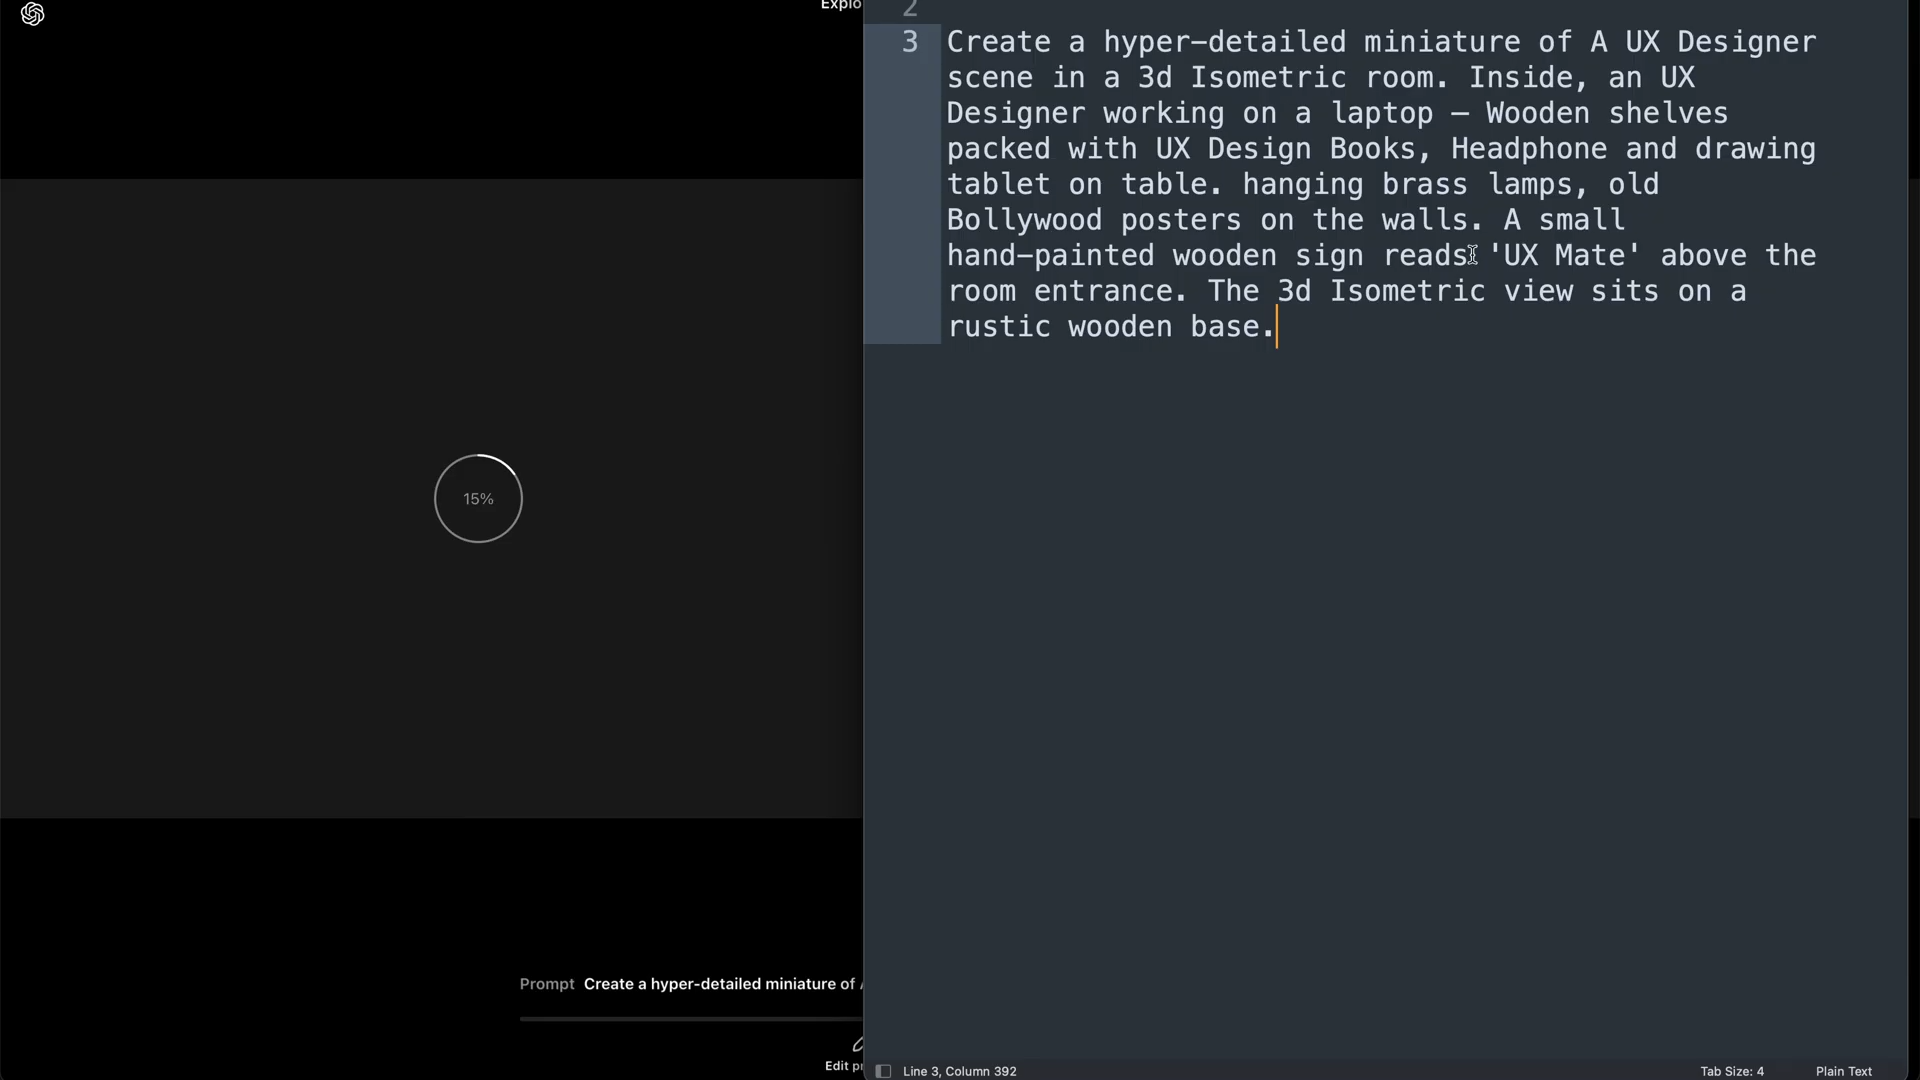 Explo
15%
Prompt Create a hyper-detailed miniature of
Edit pr
2
3
Create a hyper-detailed miniature of A UX Designer
scene in a 3d Isometric room. Inside, an UX
Designer working on a laptop — Wooden shelves
packed with UX Design Books, Headphone and drawing
tablet on table. hanging brass lamps, old
Bollywood posters on the walls. A small
hand-painted wooden sign reads 'UX Mate' above the
room entrance. The 3d Isometric view sits on a
rustic wooden base.
Line 3, Column 392
Tab Size: 4
Plain Text